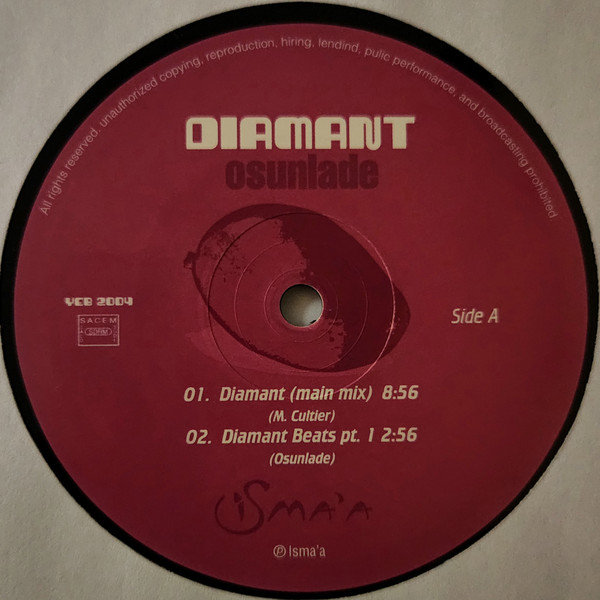 All rights reserved. unauthorized copying, reproduction, hiring, lendind, pulic performance, and broadcasting prohibited
DIAMANT
osunlade
YCB 2004
SACEM
SDRM
Side A
01. Diamant (main mix) 8:56
(M. Cultier)
02. Diamant Beats pt. 1 2:56
(Osunlade)
iSMA'A
℗ Isma'a